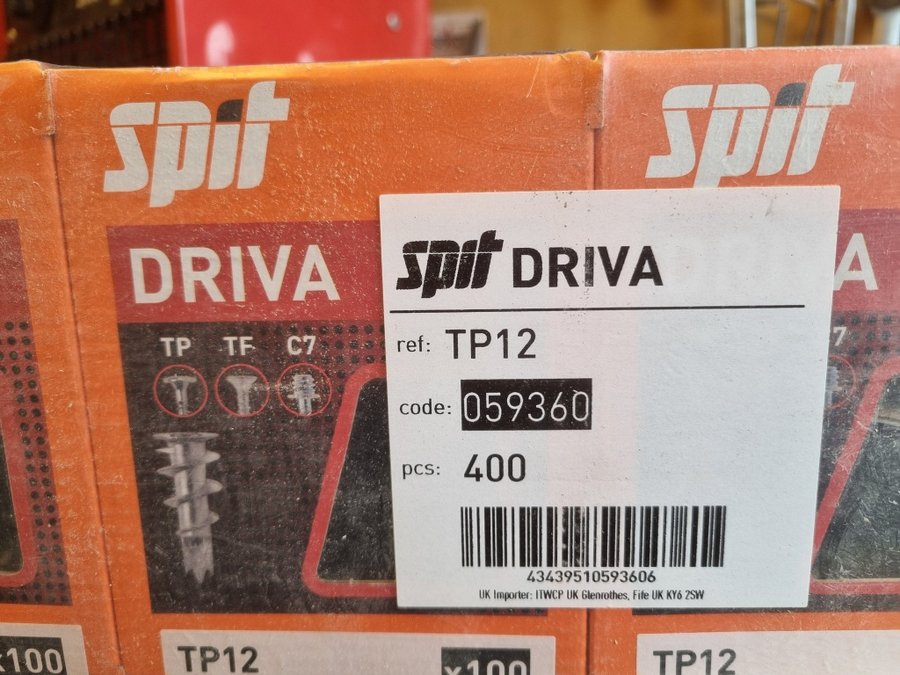 spit
spit
DRIVA
TP TF C7
spit DRIVA
ref: TP12
code: 059360
pcs: 400
43439510593606
UK Importer: ITWCP UK Glenrothes, Fife UK KY6 2SW
A
7
x100
TP12
x100
TP12